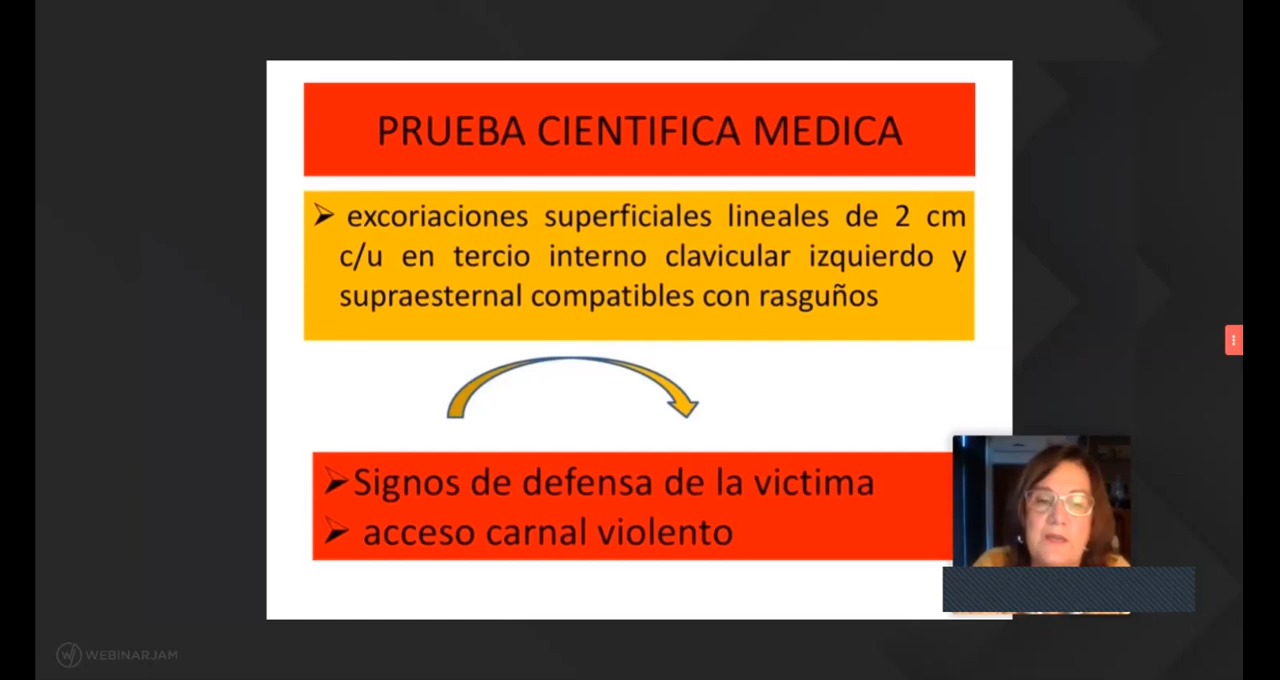 PRUEBA CIENTIFICA MEDICA
➢ excoriaciones superficiales lineales de 2 cm
c/u en tercio interno clavicular izquierdo y
supraesternal compatibles con rasguños
➢Signos de defensa de la victima
➢ acceso carnal violento
WEBINARJAM